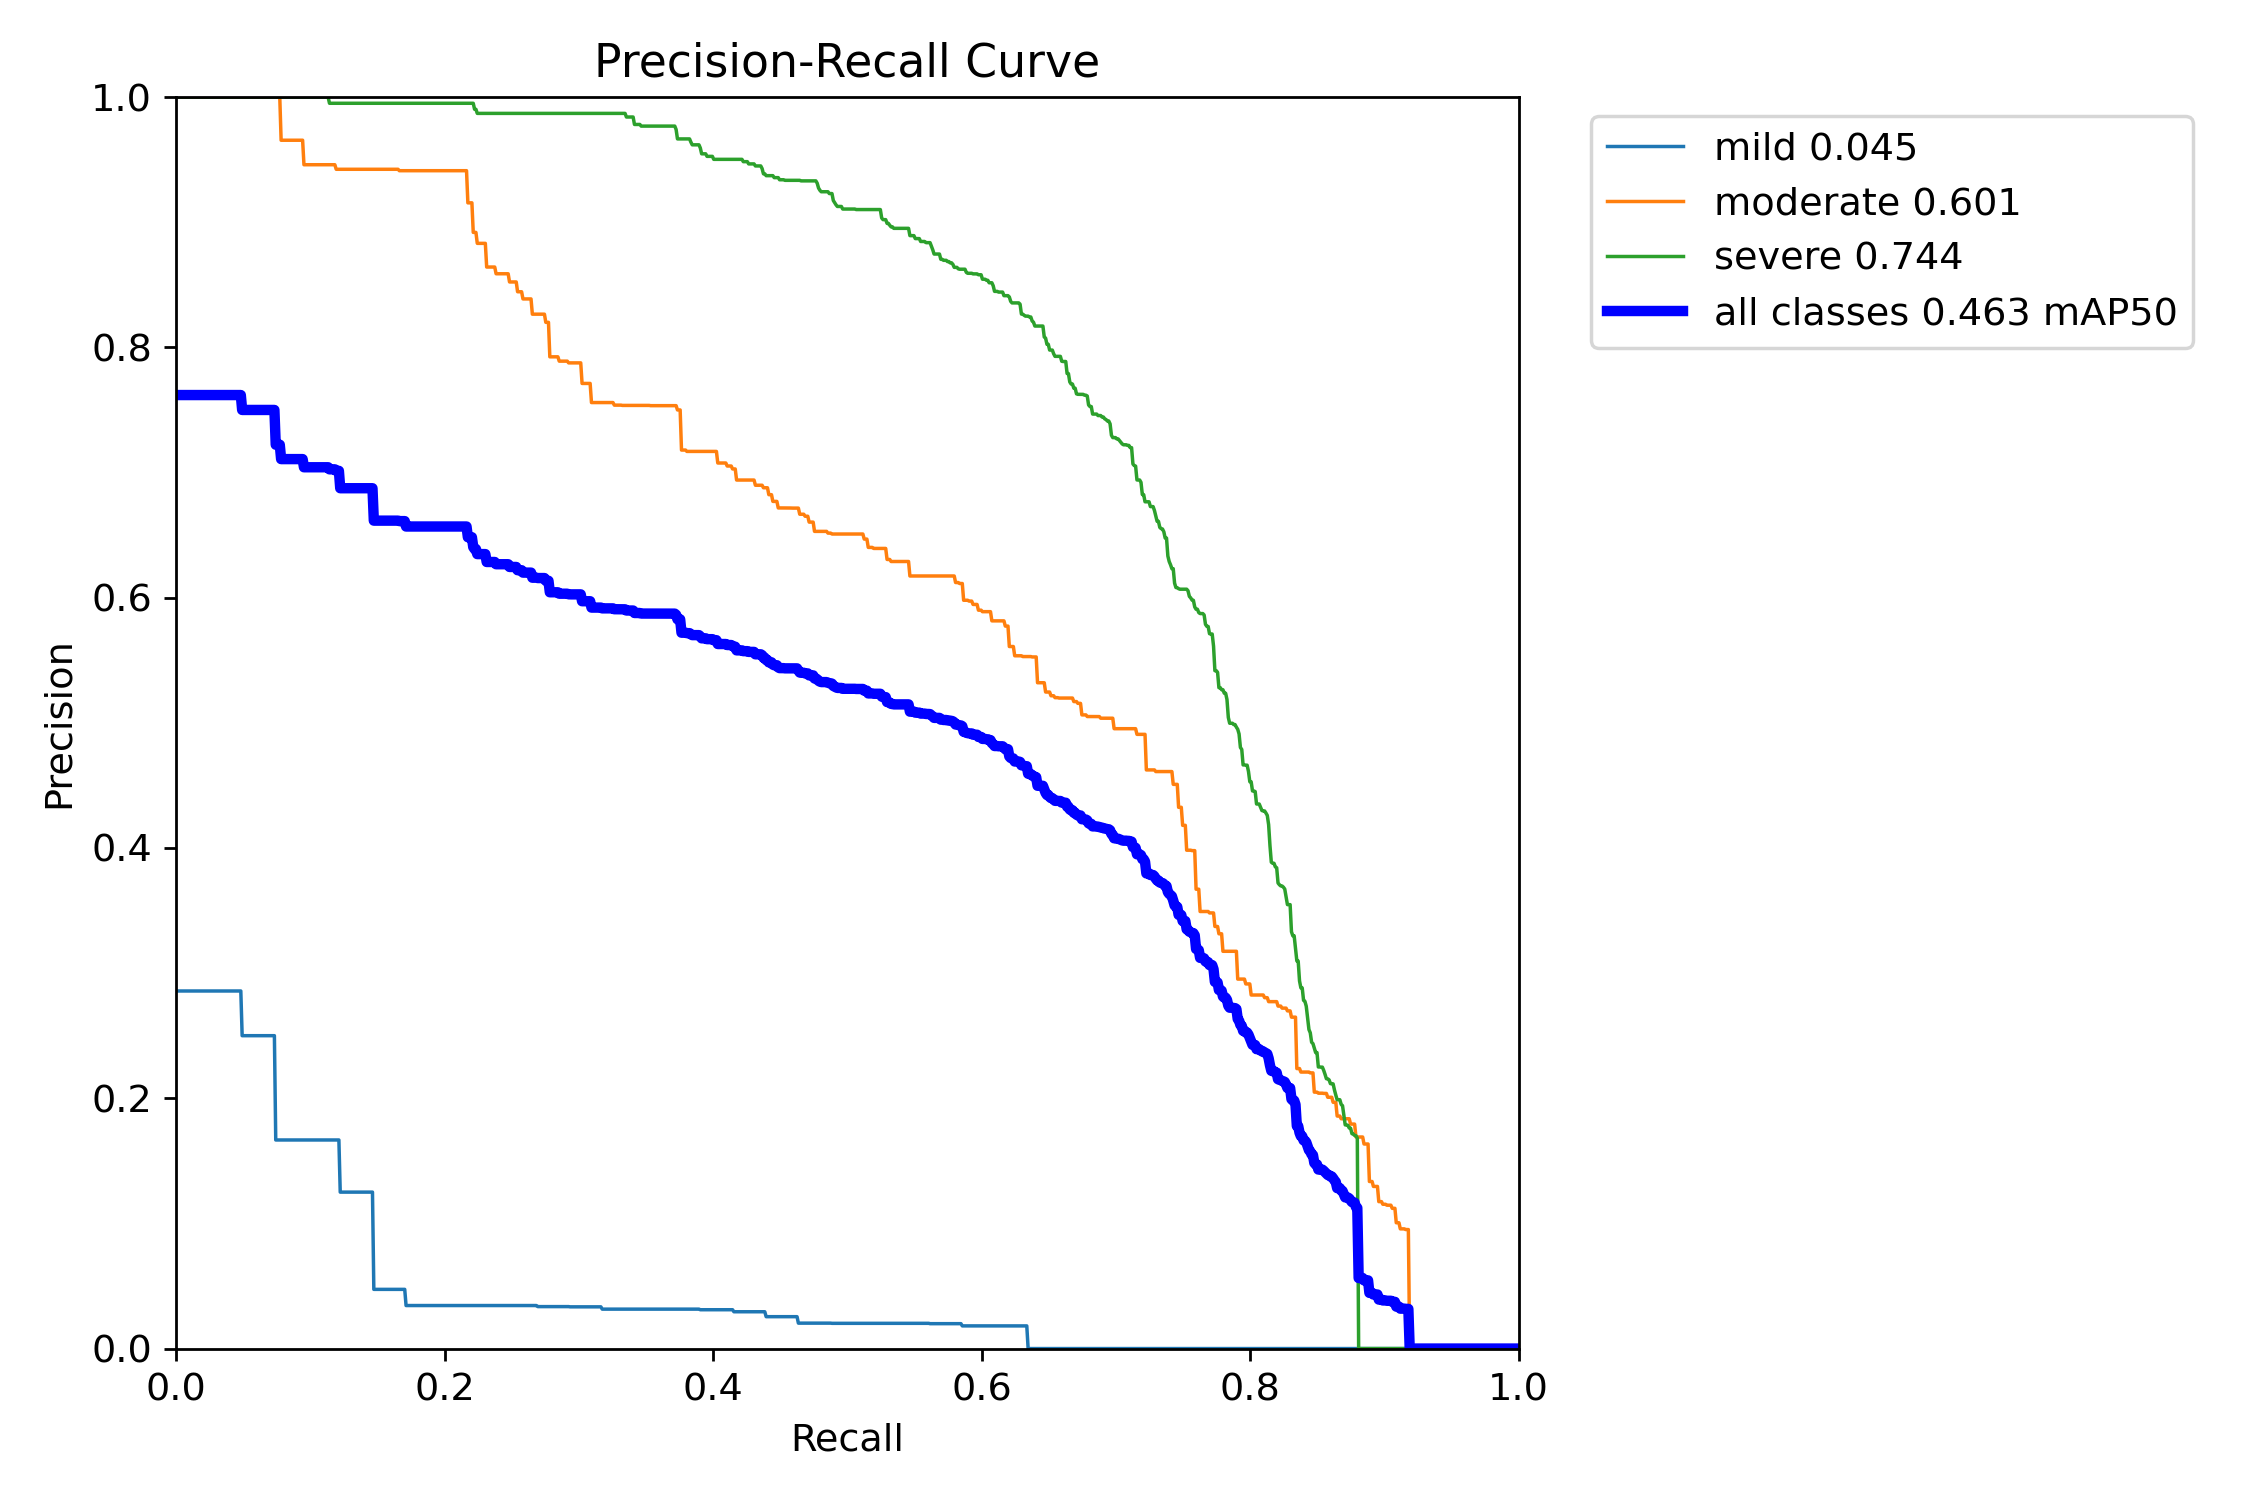 Precision-Recall Curve
1.0
0.8
0.6
0.4
0.2
0.0
Precision
0.0 0.2 0.4 0.6 0.8 1.0
Recall
mild 0.045
moderate 0.601
severe 0.744
all classes 0.463 mAP50